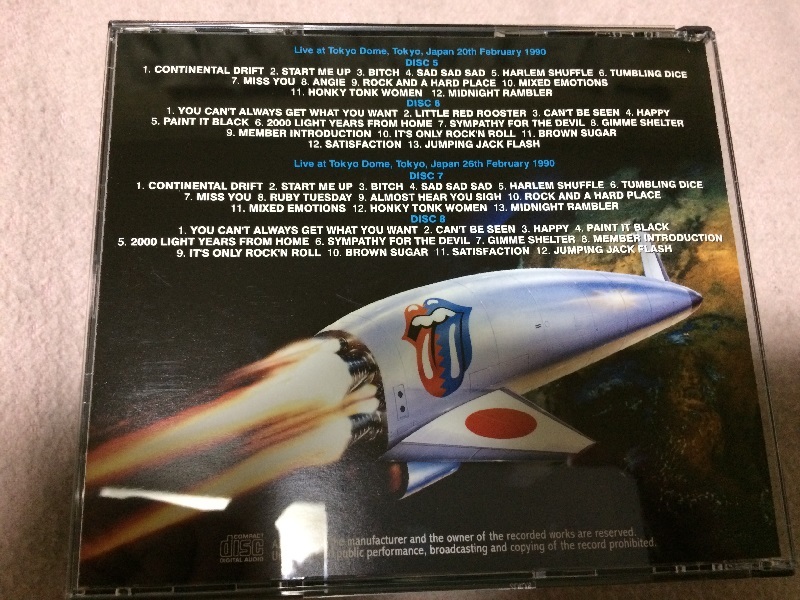 Live at Tokyo Dome, Tokyo, Japan 20th February 1990
DISC 5
1. CONTINENTAL DRIFT 2. START ME UP 3. BITCH 4. SAD SAD SAD 5. HARLEM SHUFFLE 6. TUMBLING DICE
7. MISS YOU 8. ANGIE 9. ROCK AND A HARD PLACE 10. MIXED EMOTIONS
11. HONKY TONK WOMEN 12. MIDNIGHT RAMBLER
DISC 6
1. YOU CAN'T ALWAYS GET WHAT YOU WANT 2. LITTLE RED ROOSTER 3. CAN'T BE SEEN 4. HAPPY
5. PAINT IT BLACK 6. 2000 LIGHT YEARS FROM HOME 7. SYMPATHY FOR THE DEVIL 8. GIMME SHELTER
9. MEMBER INTRODUCTION 10. IT'S ONLY ROCK'N ROLL 11. BROWN SUGAR
12. SATISFACTION 13. JUMPING JACK FLASH
Live at Tokyo Dome, Tokyo, Japan 26th February 1990
DISC 7
1. CONTINENTAL DRIFT 2. START ME UP 3. BITCH 4. SAD SAD SAD 5. HARLEM SHUFFLE 6. TUMBLING DICE
7. MISS YOU 8. RUBY TUESDAY 9. ALMOST HEAR YOU SIGH 10. ROCK AND A HARD PLACE
11. MIXED EMOTIONS 12. HONKY TONK WOMEN 13. MIDNIGHT RAMBLER
DISC 8
1. YOU CAN'T ALWAYS GET WHAT YOU WANT 2. CAN'T BE SEEN 3. HAPPY 4. PAINT IT BLACK
5. 2000 LIGHT YEARS FROM HOME 6. SYMPATHY FOR THE DEVIL 7. GIMME SHELTER 8. MEMBER INTRODUCTION
9. IT'S ONLY ROCK'N ROLL 10. BROWN SUGAR 11. SATISFACTION 12. JUMPING JACK FLASH
COMPACT
disc
DIGITAL AUDIO
manufacturer and the owner of the recorded works are reserved.
public performance, broadcasting and copying of the record prohibited.